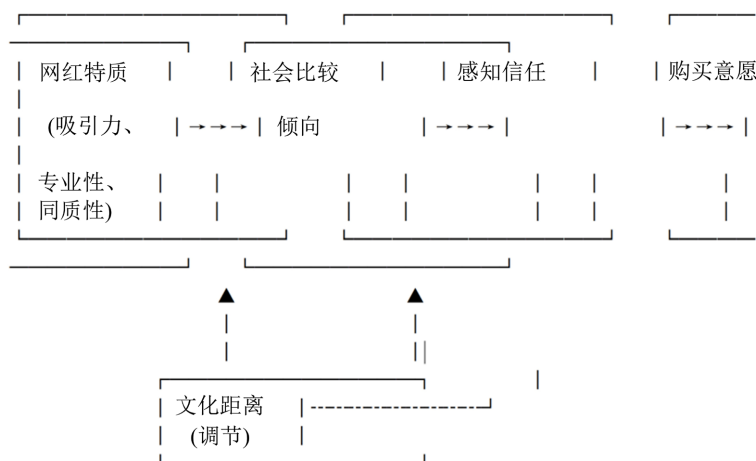 网红特质 社会比较 感知信任 购买意愿
(吸引力、 →→→ 倾向 →→→ →→→
专业性、
同质性)
文化距离
(调节)